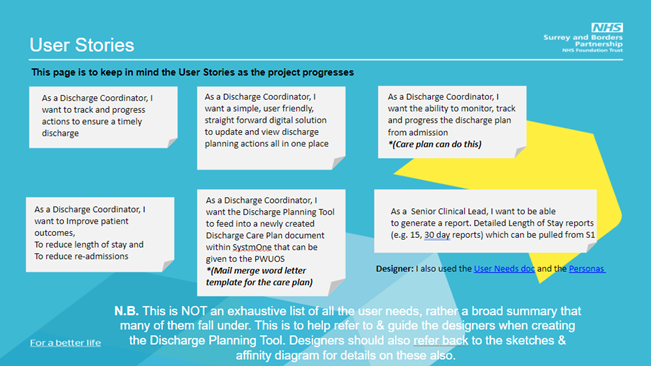 NHS
Surrey and Borders
Partnership
NHS Foundation Trust
User Stories
This page is to keep in mind the User Stories as the project progresses
As a Discharge Coordinator, I
want to track and progress
actions to ensure a timely
discharge
As a Discharge Coordinator, I
want a simple, user friendly,
straight forward digital solution
to update and view discharge
planning actions all in one place
As a Discharge Coordinator, I
want the ability to monitor, track
and progress the discharge plan
from admission
*(Care plan can do this)
As a Discharge Coordinator, I
want to Improve patient
outcomes,
To reduce length of stay and
To reduce re-admissions
As a Discharge Coordinator, I
want the Discharge Planning Tool
to feed into a newly created
Discharge Care Plan document
within SystmOne that can be
given to the PWUOS
*(Mail merge word letter
template for the care plan)
As a Senior Clinical Lead, I want to be able
to generate a report. Detailed Length of Stay reports
(e.g. 15, 30 day reports) which can be pulled from S1
Designer: I also used the User Needs doc and the Personas
N.B. This is NOT an exhaustive list of all the user needs, rather a broad summary that
many of them fall under. This is to help refer to & guide the designers when creating
the Discharge Planning Tool. Designers should also refer back to the sketches &
affinity diagram for details on these also.
For a better life